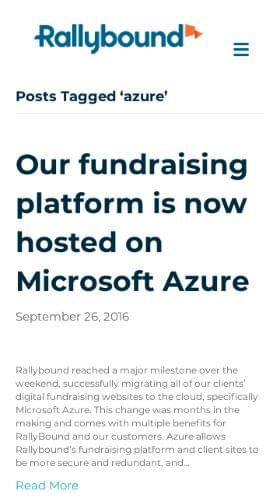 Rallybound
Posts Tagged ‘azure’
Our fundraising
platform is now
hosted on
Microsoft Azure
September 26, 2016
Rallybound reached a major milestone over the
weekend, successfully migrating all of our clients’
digital fundraising websites to the cloud, specifically
Microsoft Azure. This change was months in the
making and comes with multiple benefits for
RallyBound and our customers. Azure allows
Rallybound’s fundraising platform and client sites to
be more secure and redundant, and...
Read More